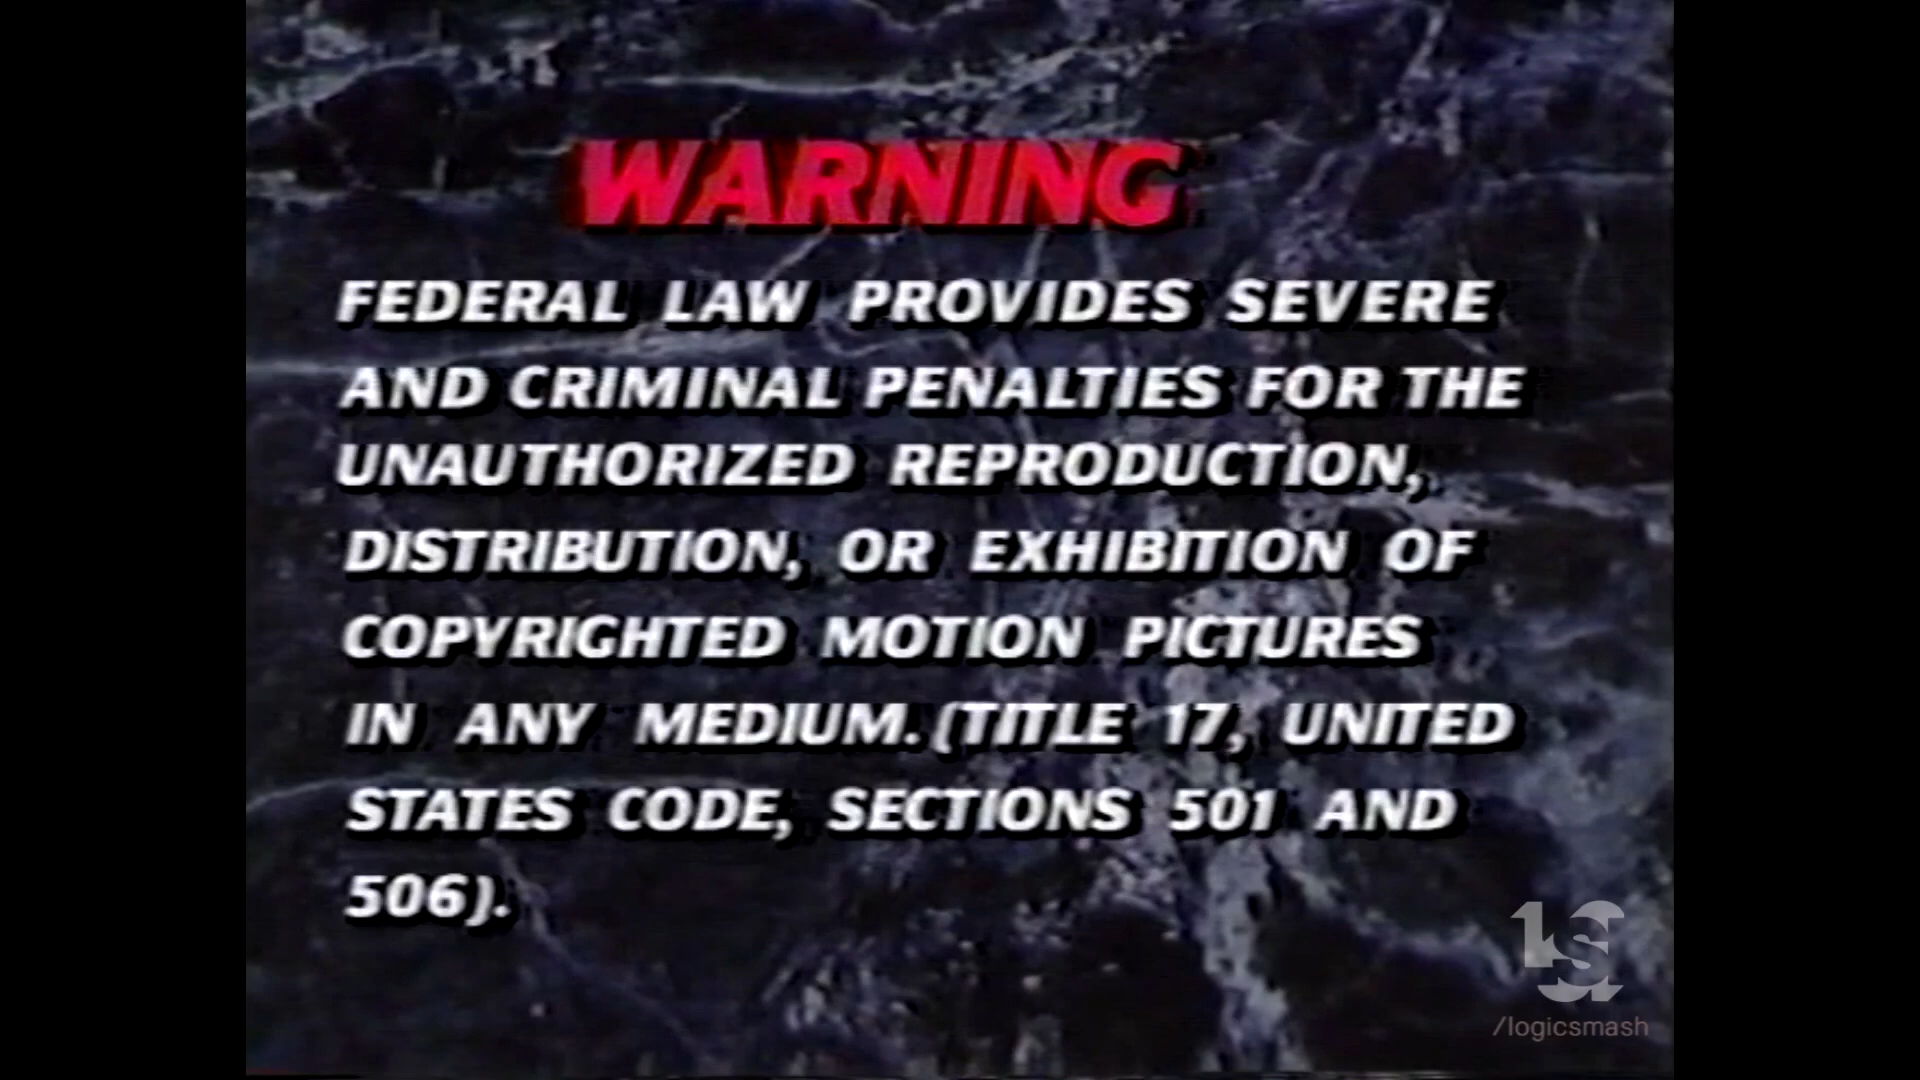 WARNING
FEDERAL LAW PROVIDES SEVERE
AND CRIMINAL PENALTIES FOR THE
UNAUTHORIZED REPRODUCTION,
DISTRIBUTION, OR EXHIBITION OF
COPYRIGHTED MOTION PICTURES
IN ANY MEDIUM.(TITLE 17, UNITED
STATES CODE, SECTIONS 501 AND
506).
/logicsmash